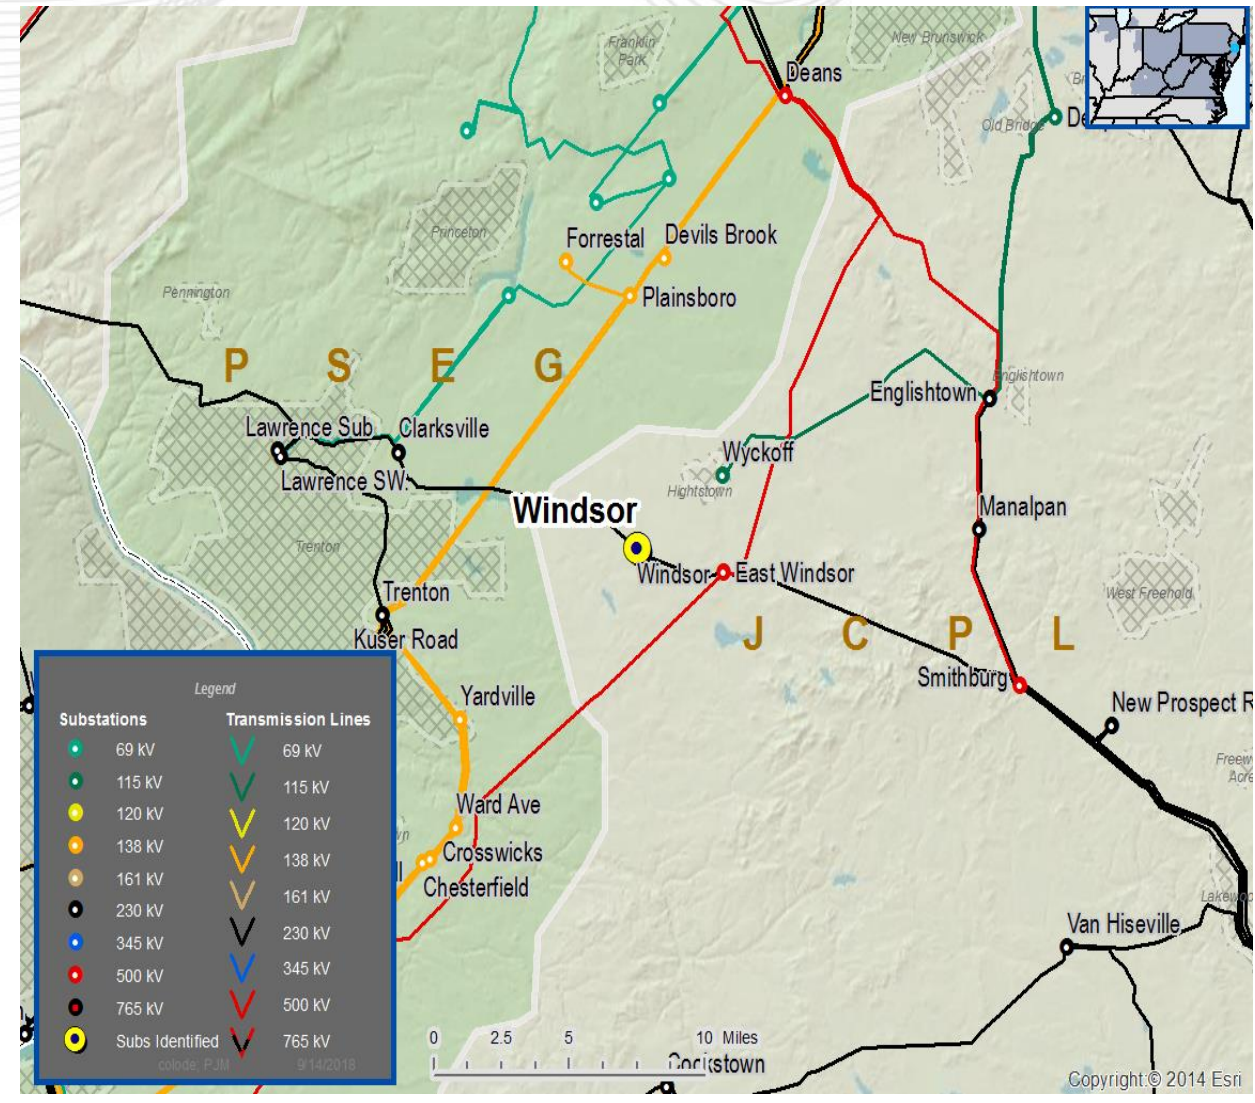 Franklin
Park
New Brunswick
Deans
Old Bridge
Forrestal
Devils Brook
Princeton
Plainsboro
Pennington
P S E G
Englishtown
Englishtown
Lawrence Sub
Clarksville
Wyckoff
Lawrence SW.
Hightstown
Windsor
Manalpan
Trenton
Windsor
East Windsor
Trenton
West Freehold
Kuser Road
J C P L
Smithburg
Yardville
New Prospect R
Ward Ave
Crosswicks
Chesterfield
Van Hiseville
Legend
Substations
69 kV
115 kV
120 kV
138 kV
161 kV
230 kV
345 kV
500 kV
765 kV
Subs Identified
Transmission Lines
69 kV
115 kV
120 kV
138 kV
161 kV
230 kV
345 kV
500 kV
765 kV
colode; PJM 9/14/2018
0 2.5 5 10 Miles
Cookstown
Copyright:© 2014 Esri